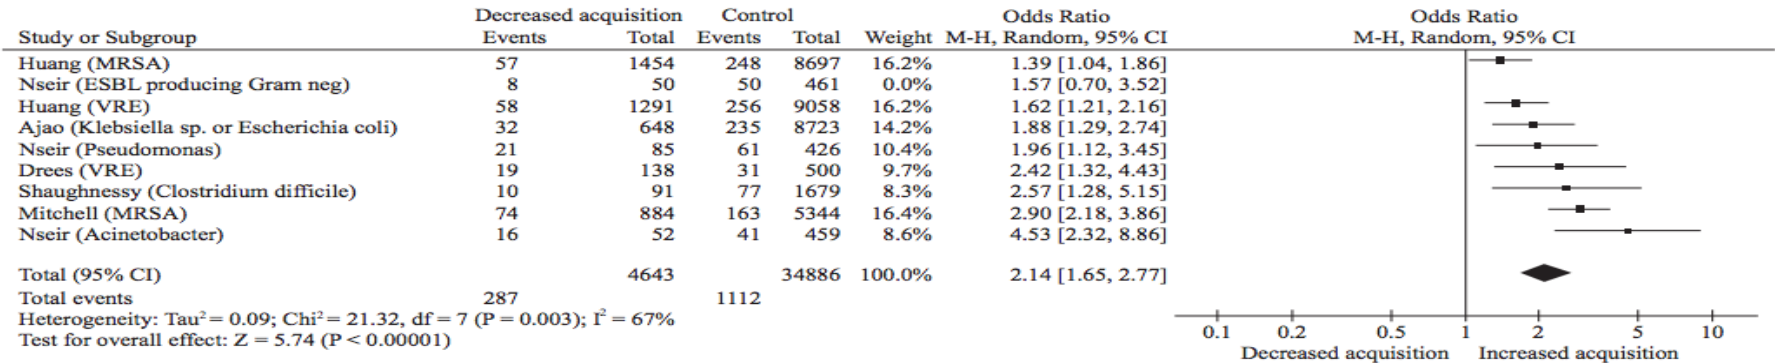 Decreased acquisition Control Odds Ratio Odds Ratio
Study or Subgroup Events Total Events Total Weight M-H, Random, 95% CI M-H, Random, 95% CI
Huang (MRSA) 57 1454 248 8697 16.2% 1.39 [1.04, 1.86]
Nseir (ESBL producing Gram neg) 8 50 50 461 0.0% 1.57 [0.70, 3.52]
Huang (VRE) 58 1291 256 9058 16.2% 1.62 [1.21, 2.16]
Ajao (Klebsiella sp. or Escherichia coli) 32 648 235 8723 14.2% 1.88 [1.29, 2.74]
Nseir (Pseudomonas) 21 85 61 426 10.4% 1.96 [1.12, 3.45]
Drees (VRE) 19 138 31 500 9.7% 2.42 [1.32, 4.43]
Shaughnessy (Clostridium difficile) 10 91 77 1679 8.3% 2.57 [1.28, 5.15]
Mitchell (MRSA) 74 884 163 5344 16.4% 2.90 [2.18, 3.86]
Nseir (Acinetobacter) 16 52 41 459 8.6% 4.53 [2.32, 8.86]
Total (95% CI) 4643 34886 100.0% 2.14 [1.65, 2.77]
Total events 287 1112
Heterogeneity: Tau² = 0.09; Chi² = 21.32, df = 7 (P = 0.003); I² = 67%
Test for overall effect: Z = 5.74 (P < 0.00001)
0.1 0.2 0.5 1 2 5 10
Decreased acquisition Increased acquisition